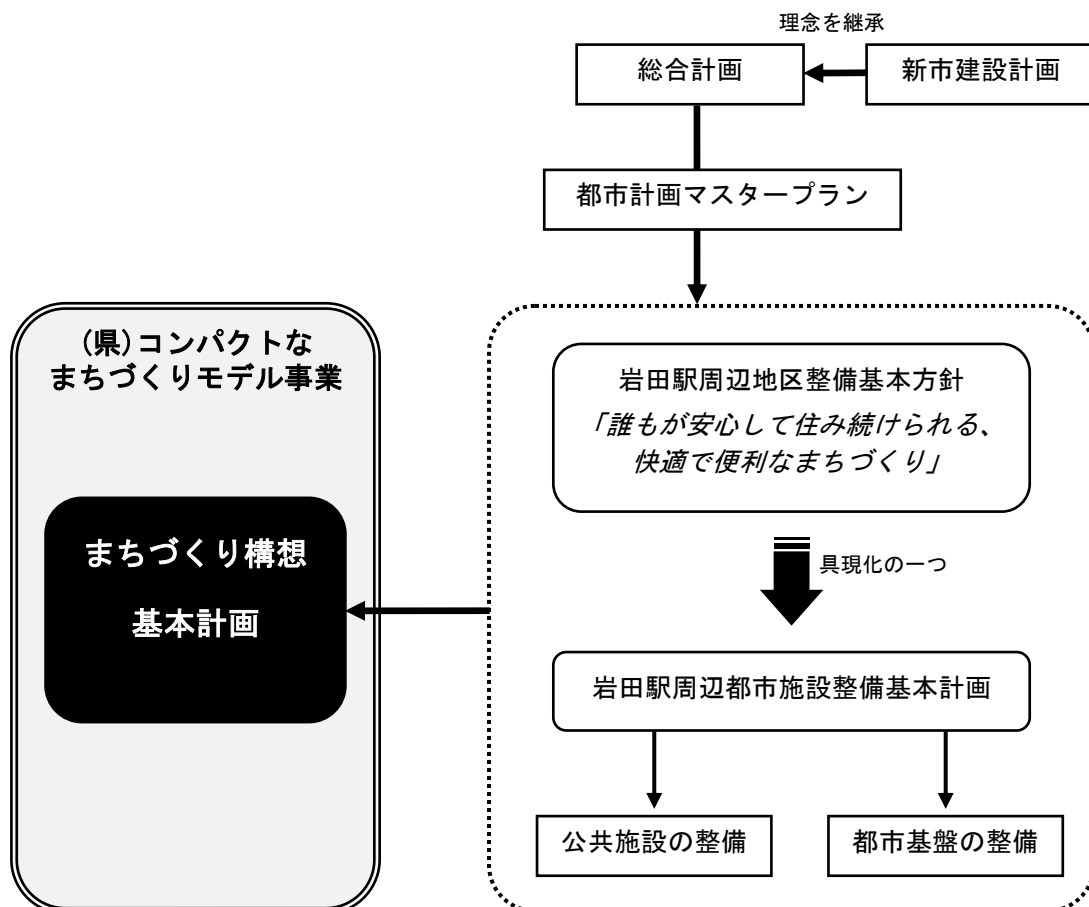 理念を継承
総合計画
新市建設計画
都市計画マスタープラン
(県)コンパクトな
まちづくりモデル事業
まちづくり構想
基本計画
岩田駅周辺地区整備基本方針
「誰もが安心して住み続けられる、
快適で便利なまちづくり」
具現化の一つ
岩田駅周辺都市施設整備基本計画
公共施設の整備
都市基盤の整備